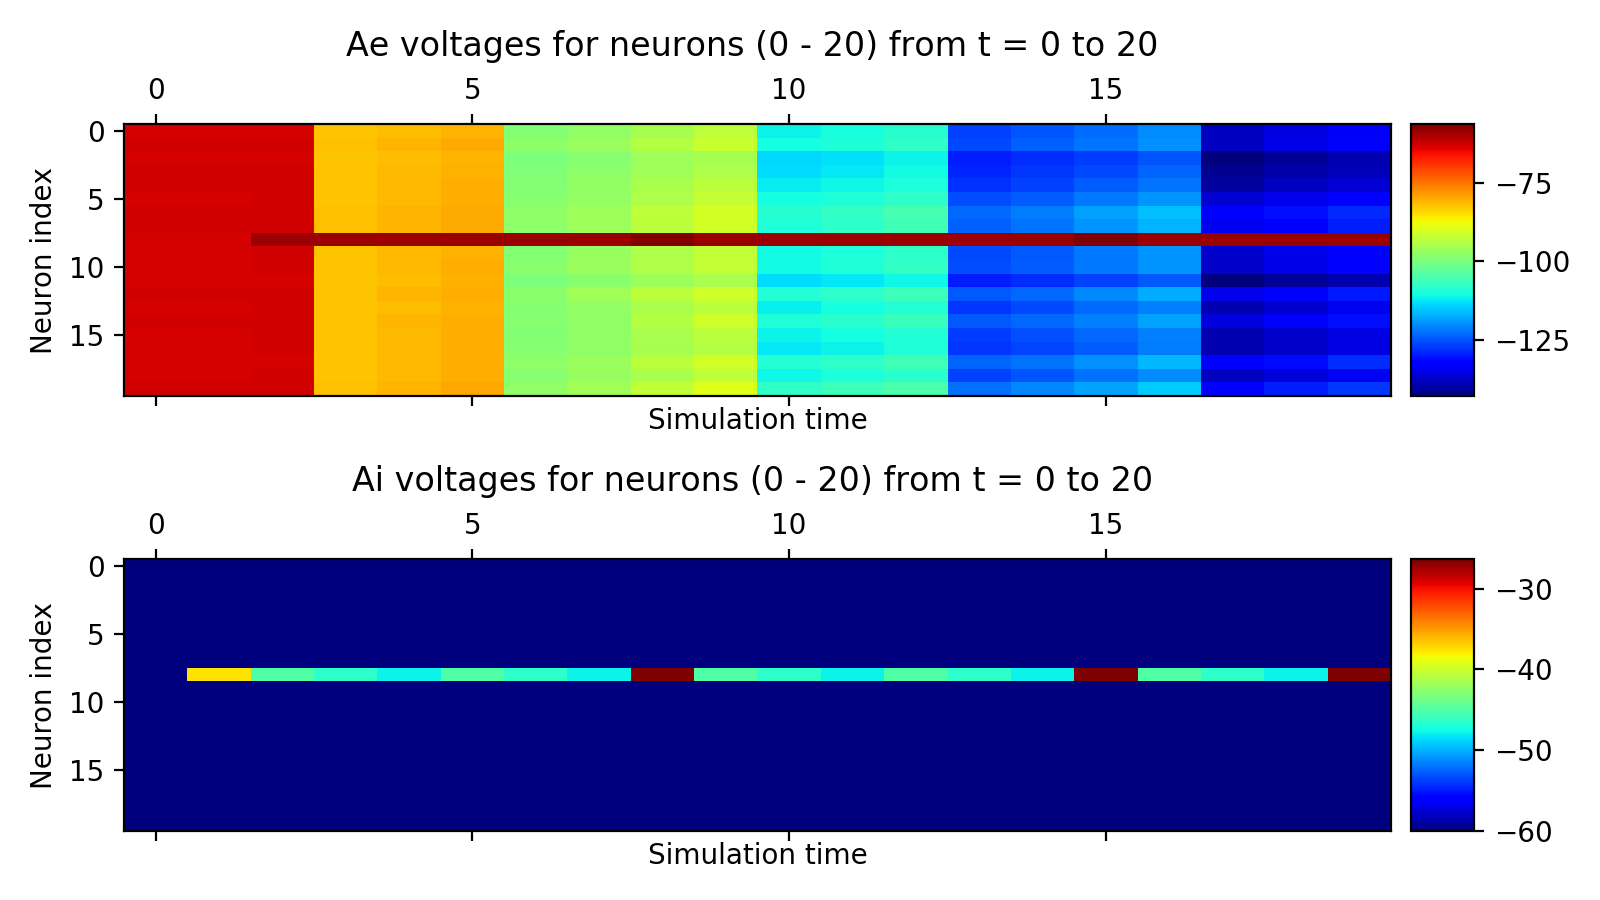 Ae voltages for neurons (0 - 20) from t = 0 to 20
0 5 10 15
Neuron index
0
5
10
15
Simulation time
−75
−100
−125
Ai voltages for neurons (0 - 20) from t = 0 to 20
0 5 10 15
Neuron index
0
5
10
15
Simulation time
−30
−40
−50
−60